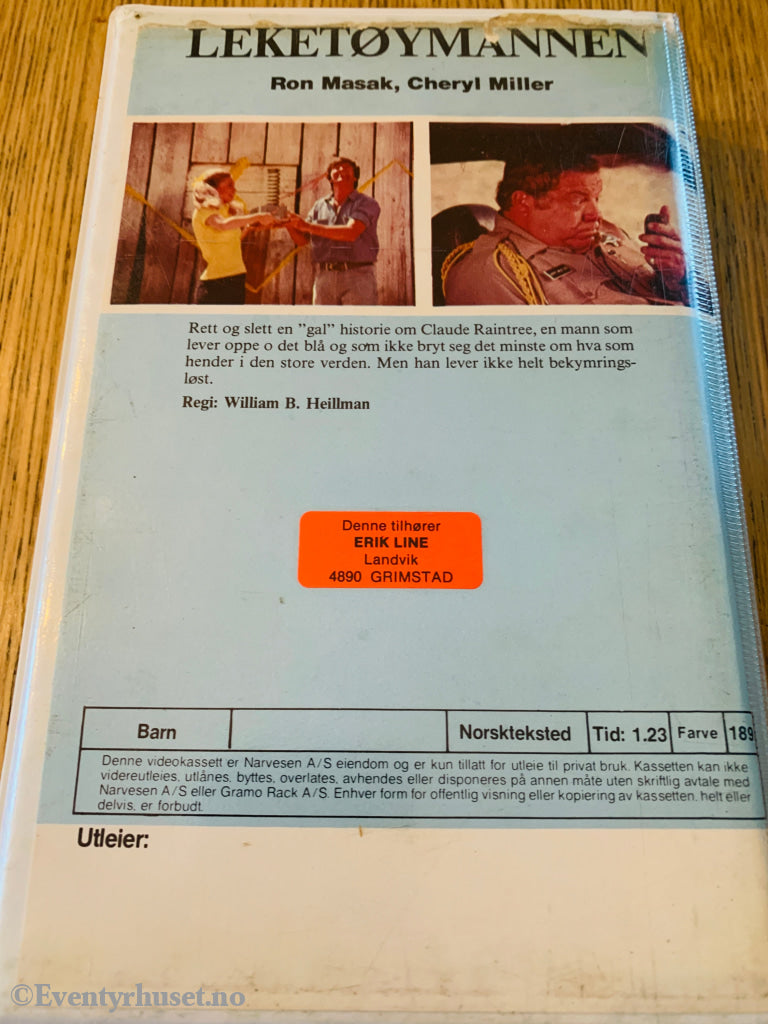 LEKETØYMANNEN
Ron Masak, Cheryl Miller
Rett og slett en "gal" historie om Claude Raintree, en mann som
lever oppe o det blå og som ikke bryt seg det minste om hva som
hender i den store verden. Men han lever ikke helt bekymrings-
løst.
Regi: William B. Heillman
Denne tilhører
ERIK LINE
Landvik
4890 GRIMSTAD
Barn Norskteksted Tid: 1.23 Farve 189
Denne videokassett er Narvesen A/S eiendom og er kun tillatt for utleie til privat bruk. Kassetten kan ikke
videreutleies, utlånes, byttes, overlates, avhendes eller disponeres på annen måte uten skriftlig avtale med
Narvesen A/S eller Gramo Rack A/S. Enhver form for offentlig visning eller kopiering av kassetten, helt eller
delvis, er forbudt.
Utleier:
©Eventyrhuset.no